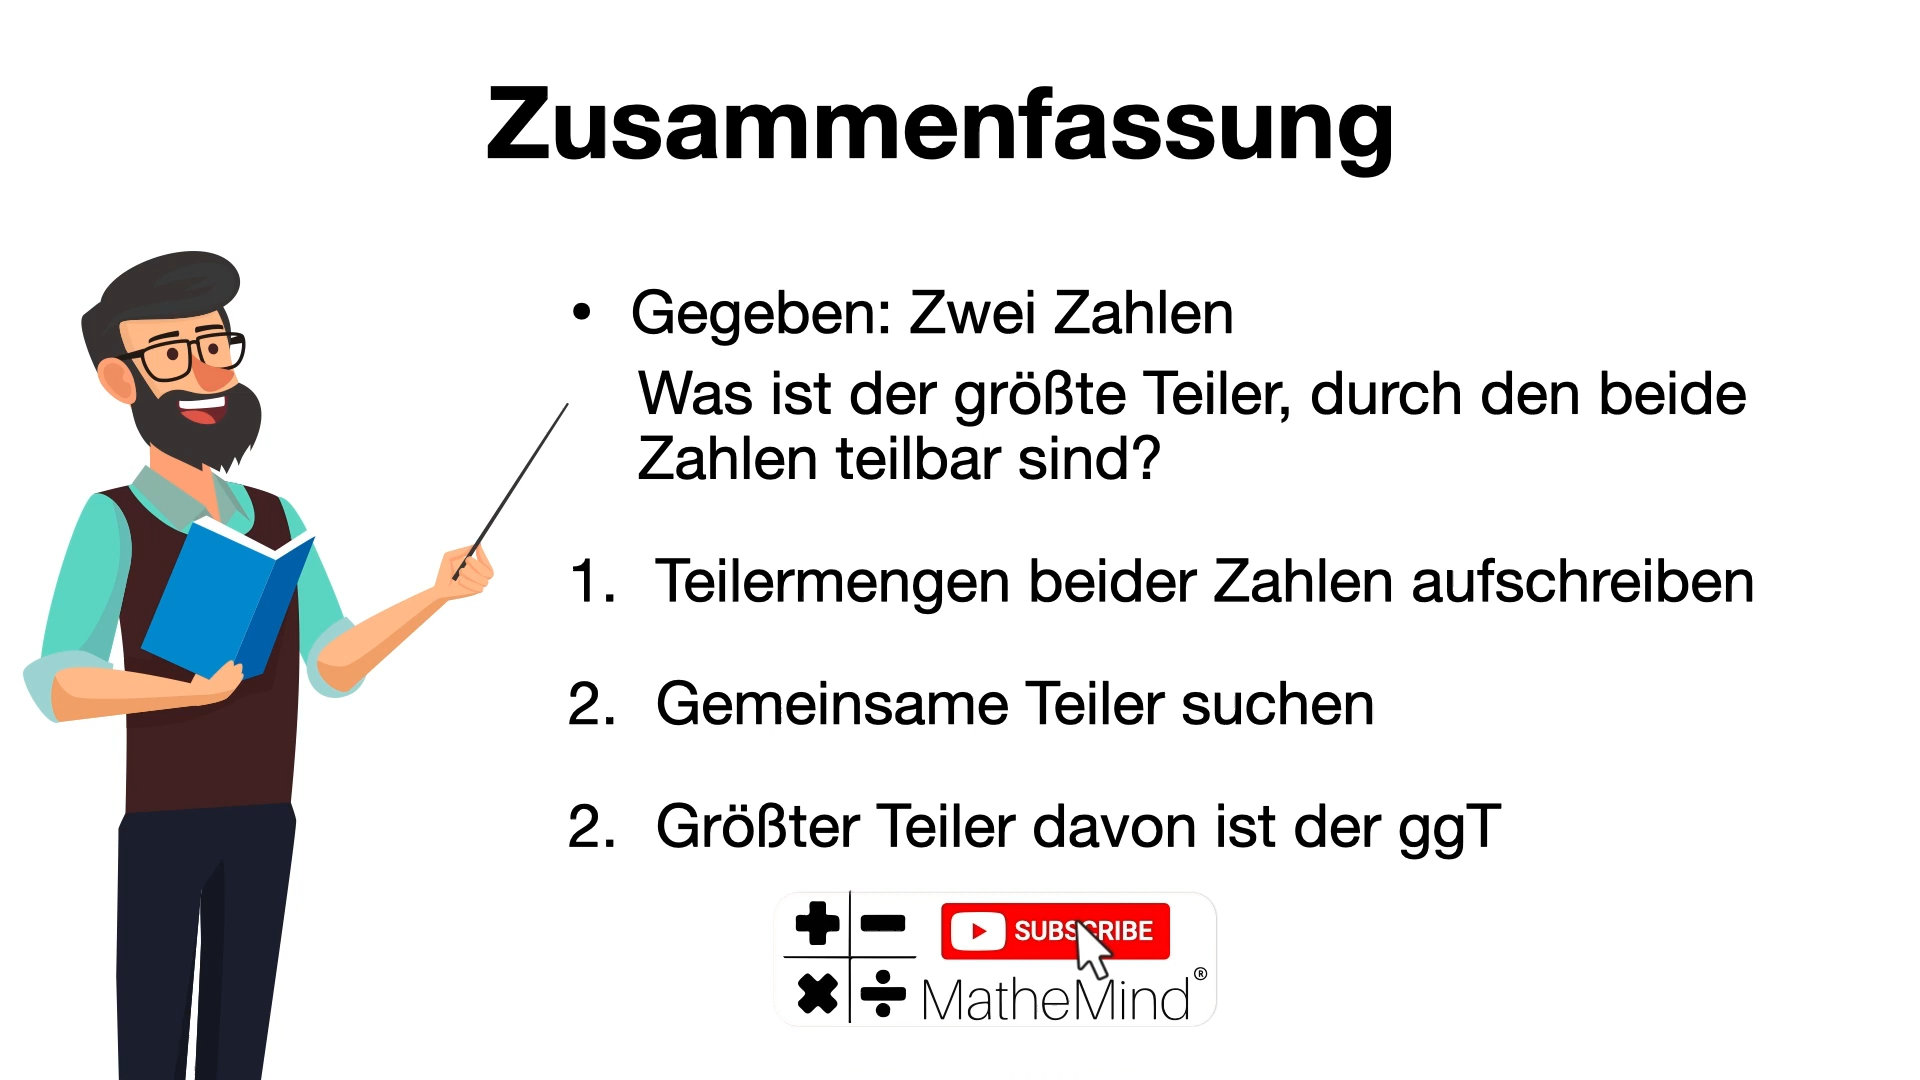 Zusammenfassung
• Gegeben: Zwei Zahlen
Was ist der größte Teiler, durch den beide
Zahlen teilbar sind?
1. Teilermengen beider Zahlen aufschreiben
2. Gemeinsame Teiler suchen
2. Größter Teiler davon ist der ggT
SUBSCRIBE
MatheMind®